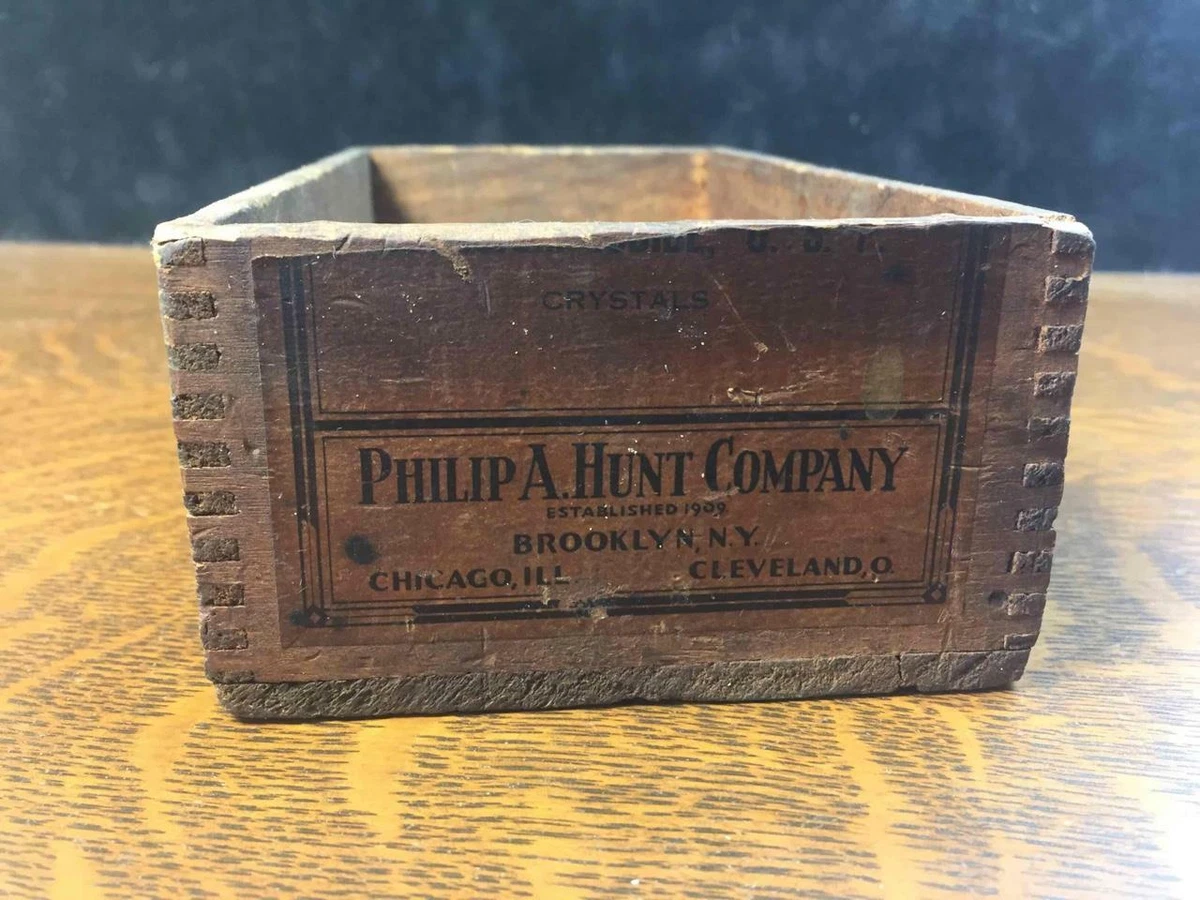 U. S. P.
CRYSTALS
PHILIP A. HUNT COMPANY
ESTABLISHED 1909
BROOKLYN, N.Y.
CHICAGO, ILL. CLEVELAND, O.